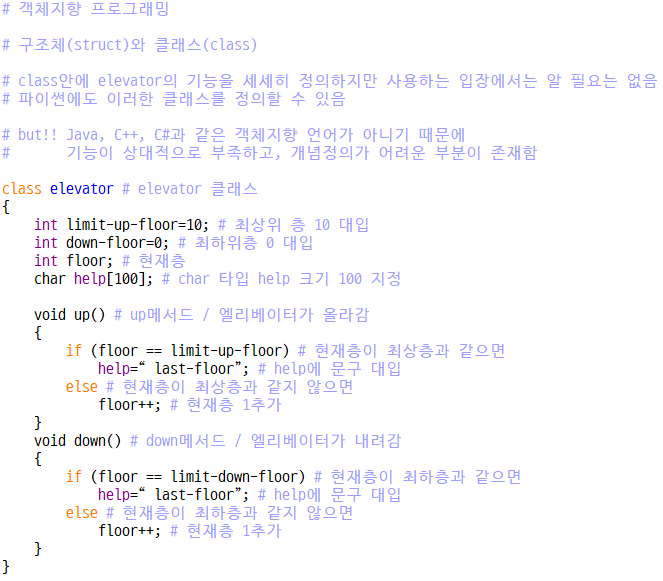 # 객체지향 프로그래밍
# 구조체(struct)와 클래스(class)
# class안에 elevator의 기능을 세세히 정의하지만 사용하는 입장에서는 알 필요는 없음
# 파이썬에도 이러한 클래스를 정의할 수 있음
# but!! Java, C++, C#과 같은 객체지향 언어가 아니기 때문에
#       기능이 상대적으로 부족하고, 개념정의가 어려운 부분이 존재함
class elevator # elevator 클래스
{
    int limit-up-floor=10; # 최상위 층 10 대입
    int down-floor=0; # 최하위층 0 대입
    int floor; # 현재층
    char help[100]; # char 타입 help 크기 100 지정
    void up() # up메서드 / 엘리베이터가 올라감
    {
        if (floor == limit-up-floor) # 현재층이 최상층과 같으면
            help=“ last-floor”; # help에 문구 대입
        else # 현재층이 최상층과 같지 않으면
            floor++; # 현재층 1추가
    }
    void down() # down메서드 / 엘리베이터가 내려감
    {
        if (floor == limit-down-floor) # 현재층이 최하층과 같으면
            help=“ last-floor”; # help에 문구 대입
        else # 현재층이 최하층과 같지 않으면
            floor++; # 현재층 1추가
    }
}